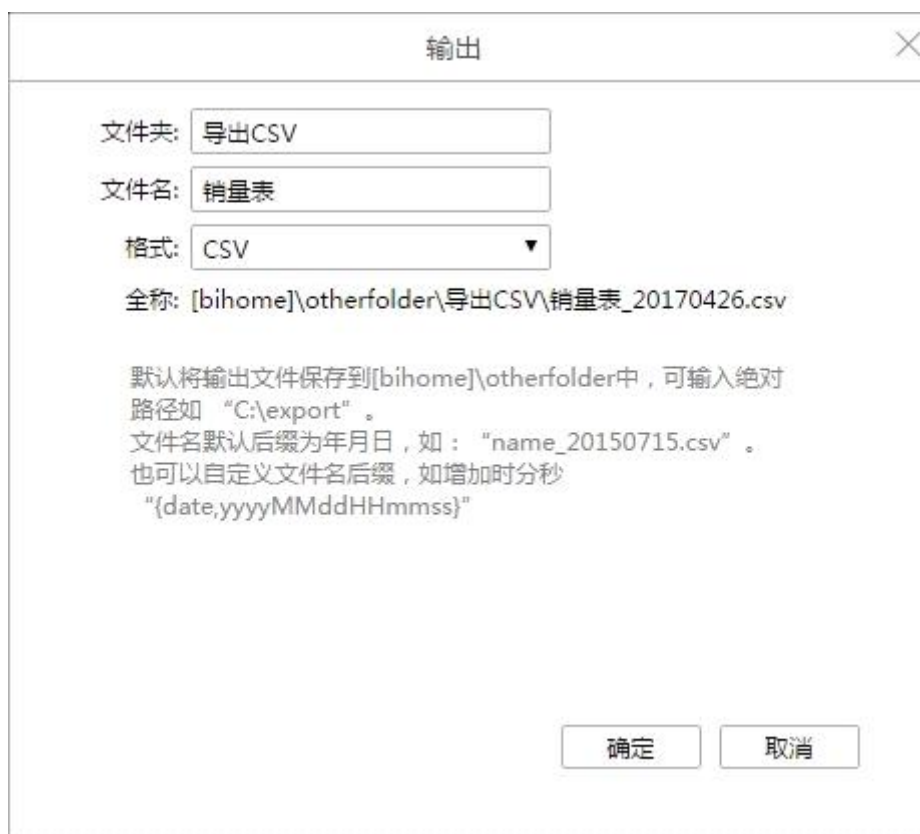 输出
文件夹: 导出CSV
文件名: 销量表
格式: CSV
全称: [bihome]\otherfolder\导出CSV\销量表_20170426.csv
默认将输出文件保存到[bihome]\otherfolder中，可输入绝对
路径如 “C:\export”。
文件名默认后缀为年月日，如：“name_20150715.csv”。
也可以自定义文件名后缀，如增加时分秒
“{date,yyyyMMddHHmmss}”
确定 取消